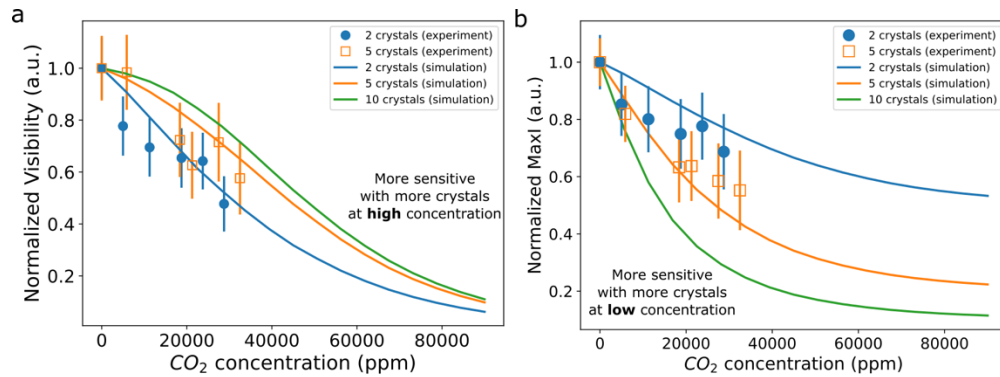 a
Normalized Visibility (a.u.)
1.0
0.8
0.6
0.4
0.2
0
20000
40000
60000
80000
CO2 concentration (ppm)
2 crystals (experiment)
5 crystals (experiment)
2 crystals (simulation)
5 crystals (simulation)
10 crystals (simulation)
More sensitive
with more crystals
at high concentration
b
Normalized MaxI (a.u.)
1.0
0.8
0.6
0.4
0.2
0
20000
40000
60000
80000
CO2 concentration (ppm)
2 crystals (experiment)
5 crystals (experiment)
2 crystals (simulation)
5 crystals (simulation)
10 crystals (simulation)
More sensitive
with more crystals
at low concentration